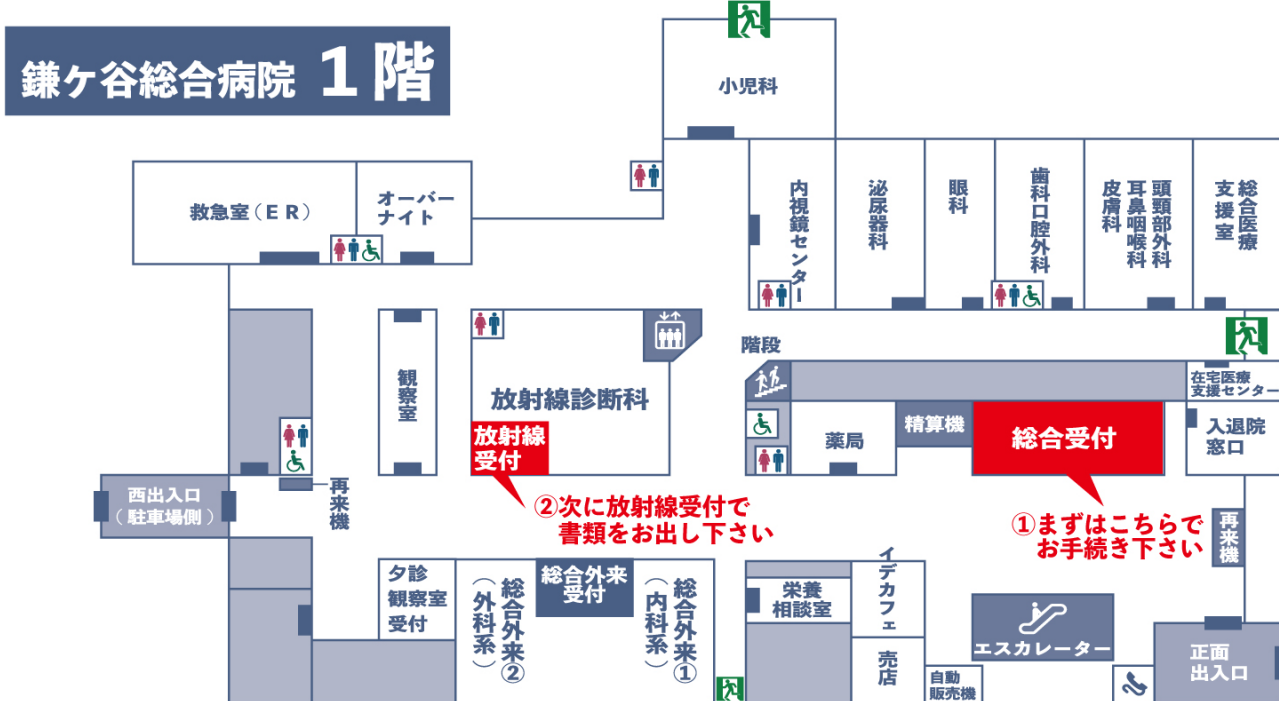 鎌ケ谷総合病院 1階
小児科
救急室(ER)
オーバー
ナイト
内視鏡センター
泌尿器科
眼科
歯科口腔外科
頭頸部外科
耳鼻咽喉科
皮膚科
総合医療
支援室
階段
観察室
放射線診断科
放射線
受付
薬局
精算機
総合受付
在宅医療
支援センター
入退院
窓口
西出入口
(駐車場側)
再来機
②次に放射線受付で
書類をお出し下さい
①まずはこちらで
お手続き下さい
再来機
夕診
観察室
受付
総合外来②
(外科系)
総合外来
受付
総合外来①
(内科系)
栄養
相談室
イデカフェ
売店
自動
販売機
エスカレーター
正面
出入口